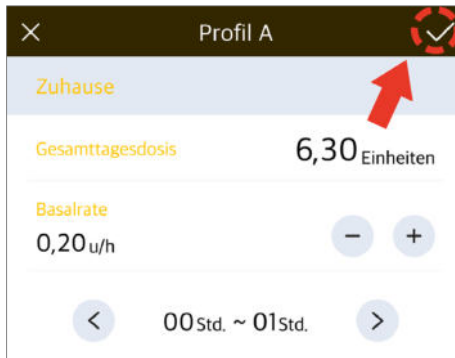 Profil A
Zuhause
Gesamttagesdosis 6,30 Einheiten
Basalrate
0,20 u/h
00 Std. ~ 01 Std.